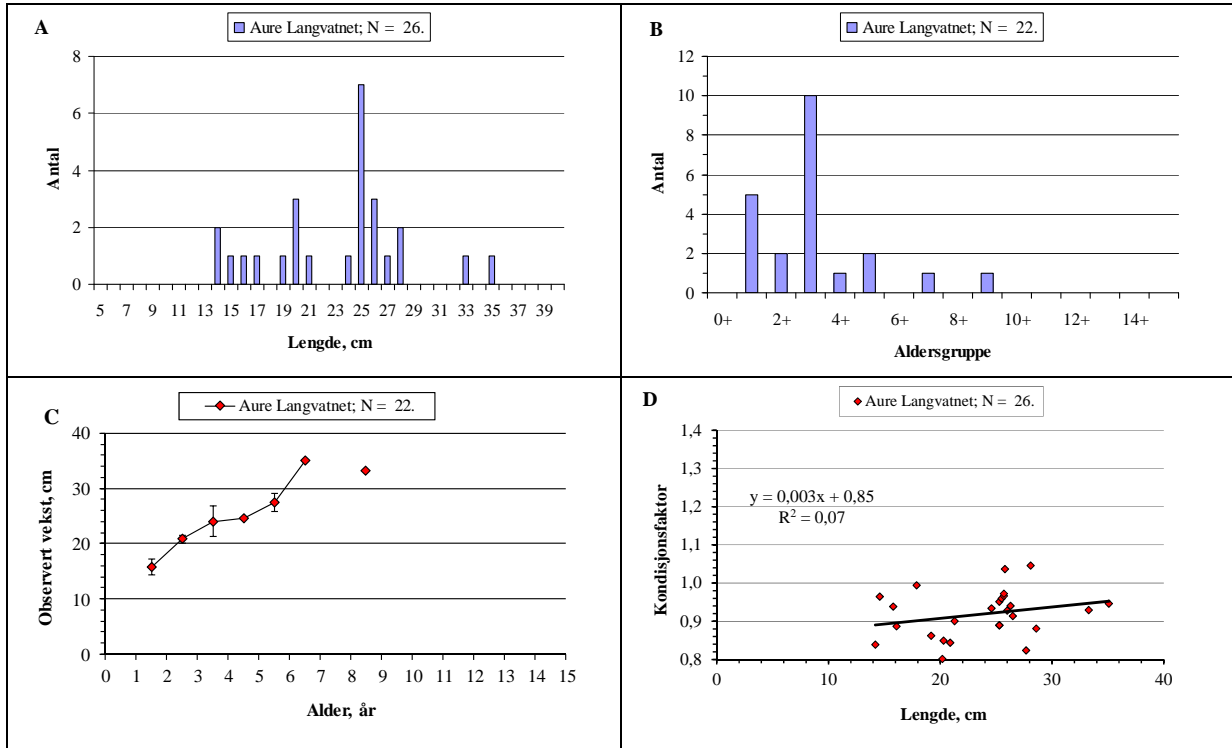 A
Aure Langvatnet; N = 26.
8
6
4
2
0
Antal
5 7 9 11 13 15 17 19 21 23 25 27 29 31 33 35 37 39
Lengde, cm
B
Aure Langvatnet; N = 22.
12
10
8
6
4
2
0
Antal
0+ 2+ 4+ 6+ 8+ 10+ 12+ 14+
Aldersgruppe
C
Aure Langvatnet; N = 22.
40
30
20
10
0
Observert vekst, cm
0 1 2 3 4 5 6 7 8 9 10 11 12 13 14 15
Alder, år
D
Aure Langvatnet; N = 26.
1,4
1,3
1,2
1,1
1,0
0,9
0,8
Kondisjonsfaktor
y = 0,003x + 0,85
R² = 0,07
0 10 20 30 40
Lengde, cm